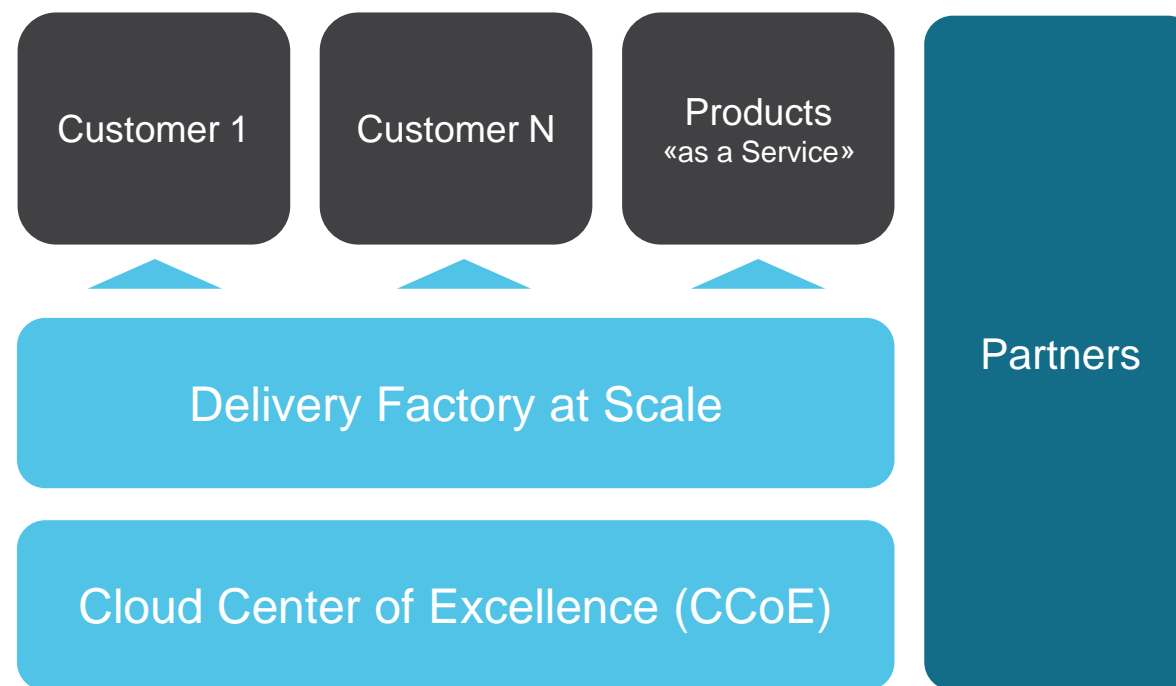 Customer 1
Customer N
Products
«as a Service»
Partners
Delivery Factory at Scale
Cloud Center of Excellence (CCoE)